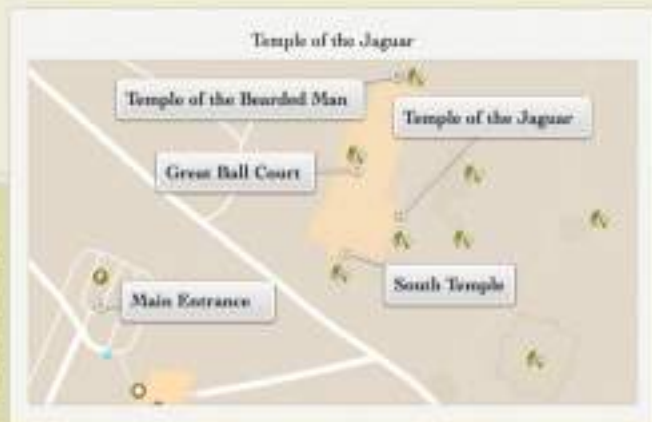 Temple of the Jaguar
Temple of the Bearded Man
Temple of the Jaguar
Great Ball Court
South Temple
Main Entrance